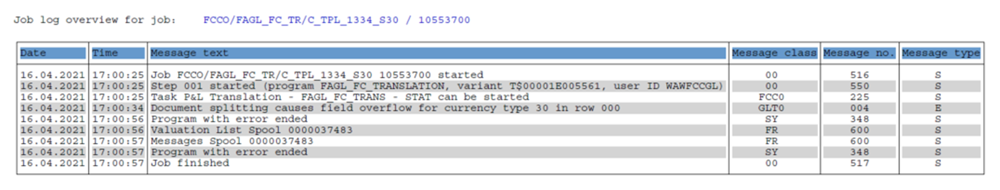 Job log overview for job: FCCO/FAGL_FC_TR/C_TPL_1334_S30 / 10553700
Date Time Message text Message class Message no. Message type
16.04.2021 17:00:25 Job FCCO/FAGL_FC_TR/C_TPL_1334_S30 10553700 started 00 516 S
16.04.2021 17:00:25 Step 001 started (program FAGL_FC_TRANSLATION, variant T$00001E005561, user ID WAWFCCGL) 00 550 S
16.04.2021 17:00:25 Task P&L Translation - FAGL_FC_TRANS - STAT can be started FCC0 225 S
16.04.2021 17:00:34 Document splitting causes field overflow for currency type 30 in row 000 GLT0 004 E
16.04.2021 17:00:56 Program with error ended SY 348 S
16.04.2021 17:00:56 Valuation List Spool 0000037483 FR 600 S
16.04.2021 17:00:57 Messages Spool 0000037483 FR 600 S
16.04.2021 17:00:57 Program with error ended SY 348 S
16.04.2021 17:00:57 Job finished 00 517 S